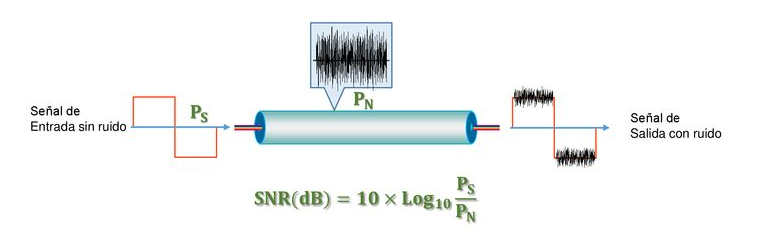 Señal de
Entrada sin ruido
P_S
P_N
Señal de
Salida con ruido
SNR(dB) = 10 × Log₁₀ P_S/P_N